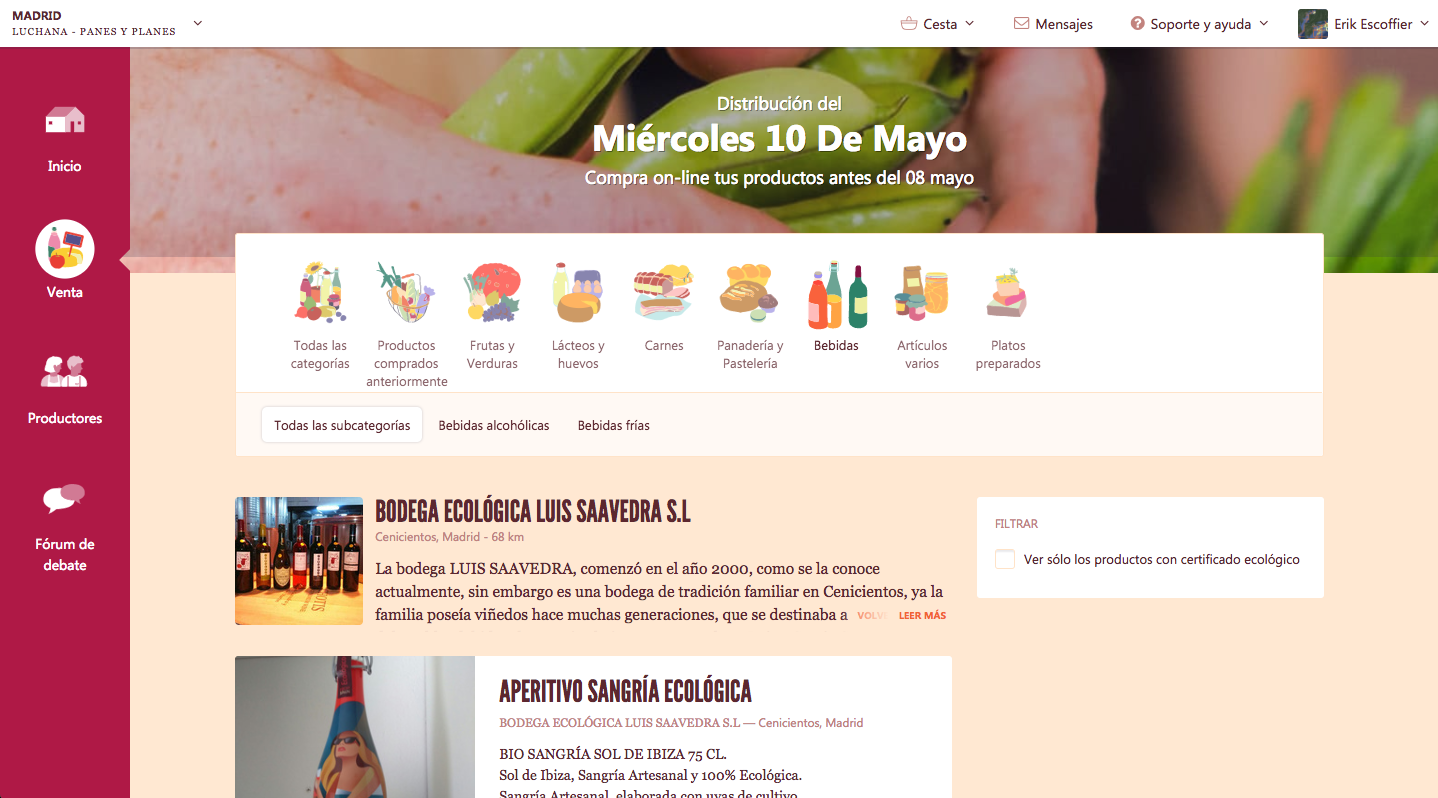 MADRID
LUCHANA - PANES Y PLANES
Cesta
Mensajes
Soporte y ayuda
Erik Escoffier
Inicio
Venta
Productores
Fórum de
debate
Distribución del
Miércoles 10 De Mayo
Compra on-line tus productos antes del 08 mayo
Todas las
categorías
Productos
comprados
anteriormente
Frutas y
Verduras
Lácteos y
huevos
Carnes
Panadería y
Pastelería
Bebidas
Artículos
varios
Platos
preparados
Todas las subcategorías
Bebidas alcohólicas
Bebidas frías
BODEGA ECOLÓGICA LUIS SAAVEDRA S.L
Cenicientos, Madrid - 68 km
La bodega LUIS SAAVEDRA, comenzó en el año 2000, como se la conoce
actualmente, sin embargo es una bodega de tradición familiar en Cenicientos, ya la
familia poseía viñedos hace muchas generaciones, que se destinaba a
LEER MÁS
FILTRAR
Ver sólo los productos con certificado ecológico
APERITIVO SANGRÍA ECOLÓGICA
BODEGA ECOLÓGICA LUIS SAAVEDRA S.L — Cenicientos, Madrid
BIO SANGRÍA SOL DE IBIZA 75 CL.
Sol de Ibiza, Sangría Artesanal y 100% Ecológica.
Sangría Artesanal, elaborada con uvas de cultivo